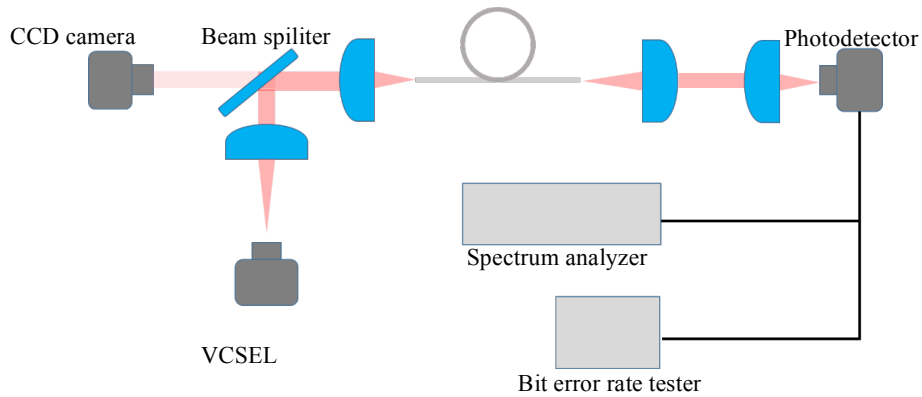 CCD camera
Beam spiliter
Photodetector
Spectrum analyzer
VCSEL
Bit error rate tester